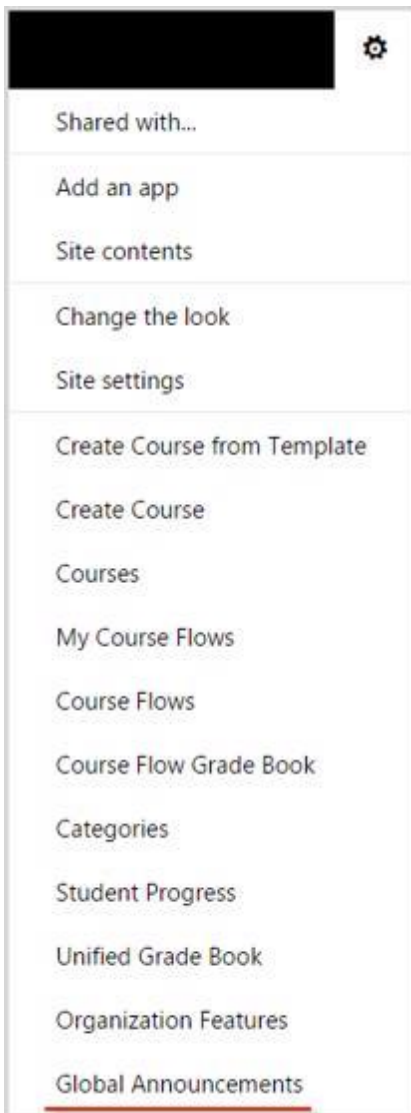 Shared with...
Add an app
Site contents
Change the look
Site settings
Create Course from Template
Create Course
Courses
My Course Flows
Course Flows
Course Flow Grade Book
Categories
Student Progress
Unified Grade Book
Organization Features
Global Announcements